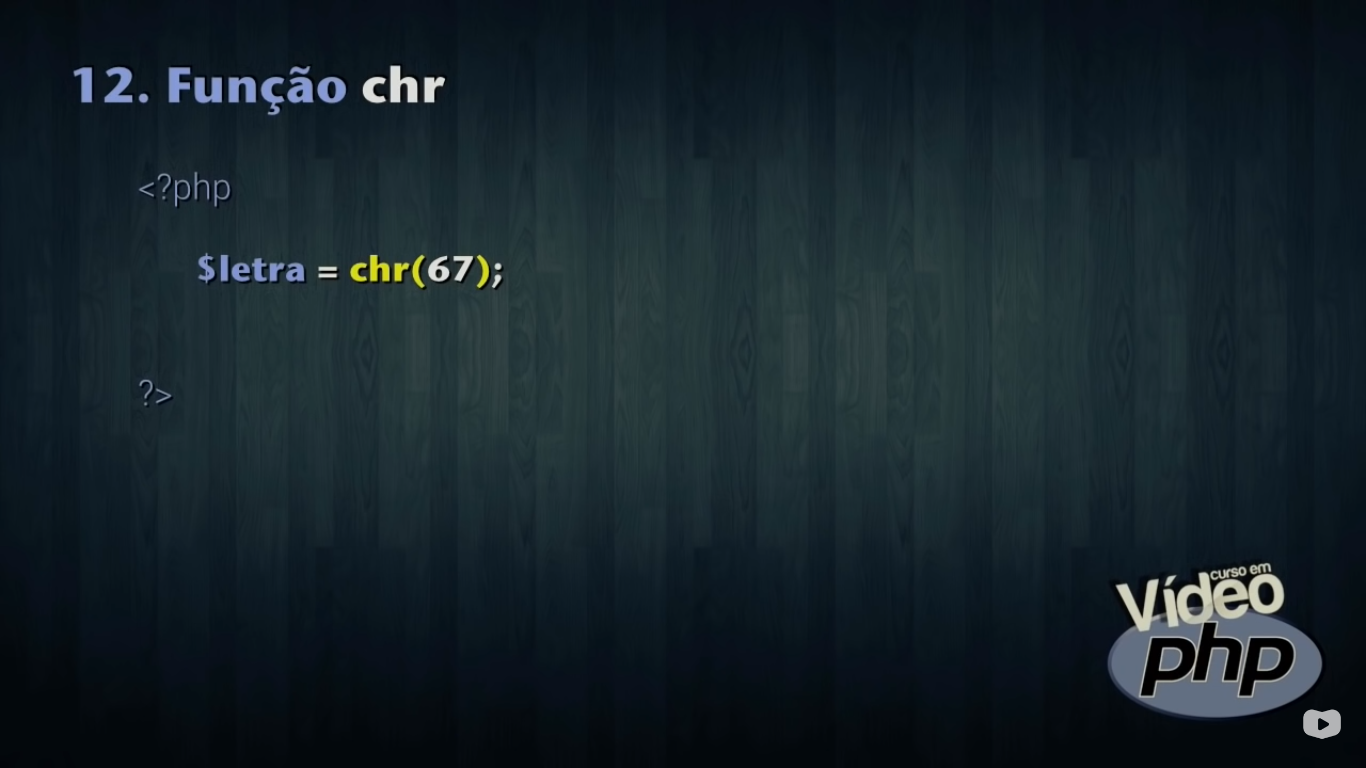 12. Função chr
<?php
$letra = chr(67);
?>
curso em
Vídeo
php